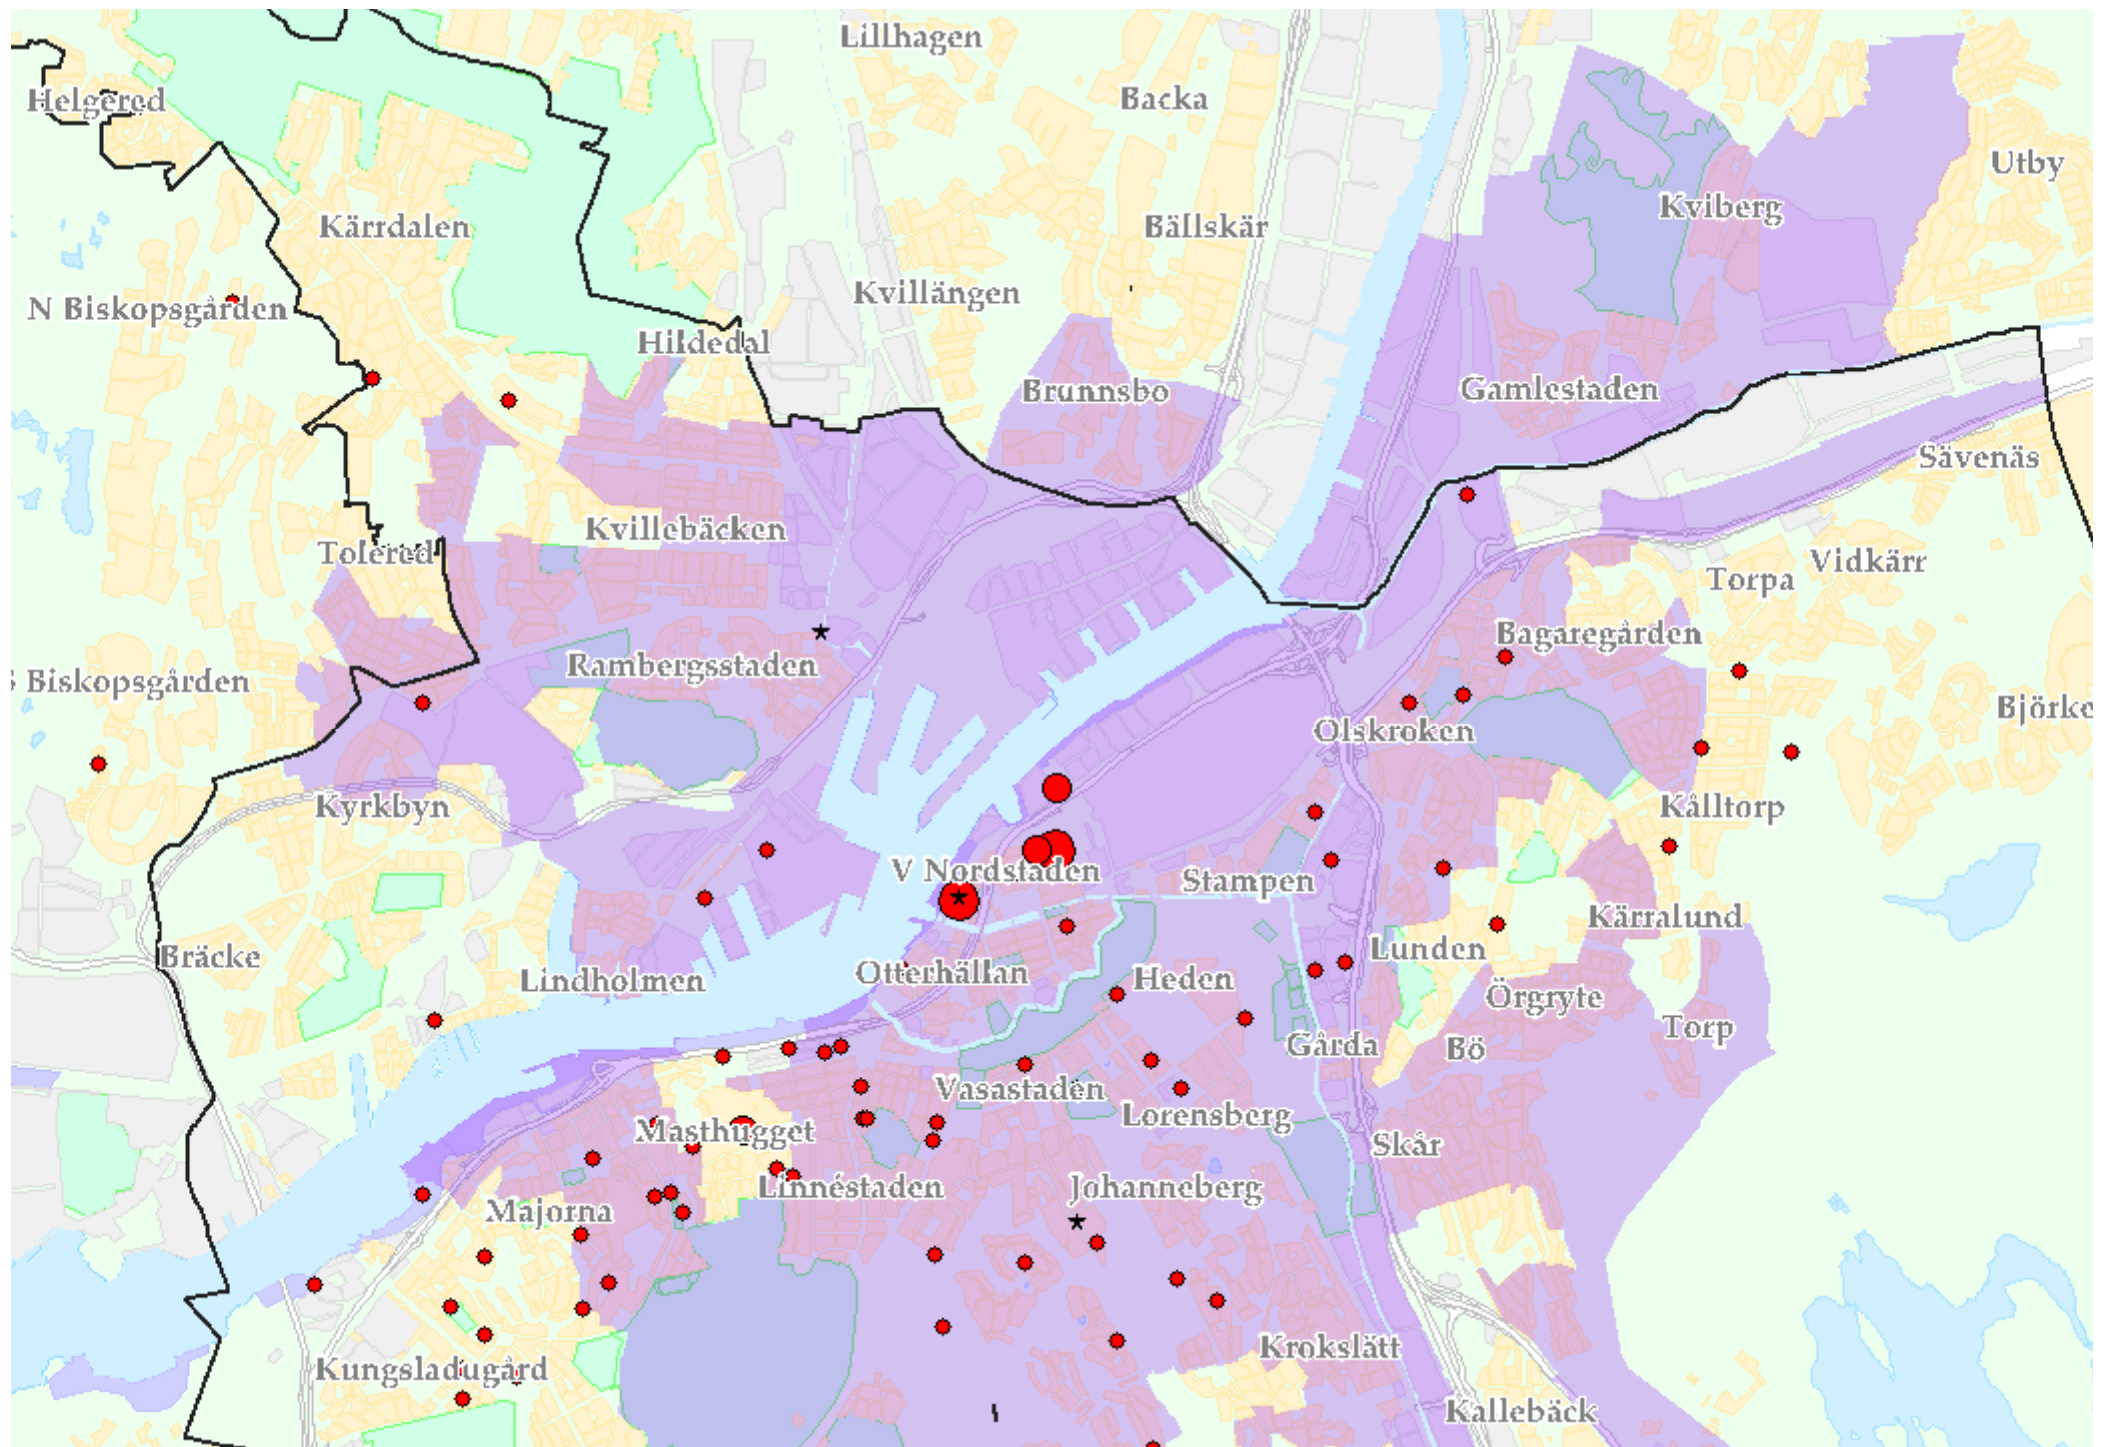 Lillhagen
Helgered
Backa
Utby
Kviberg
Kärrdalen
Bällskär
Kvillängen
N Biskopsgården
Hildedal
Brunnsbo
Gamlestaden
Sävenäs
Kvillebäcken
Tolered
Vidkärr
Torpa
Bagaregården
Rambergsstaden
S Biskopsgården
Björke
Olskroken
Kyrkbyn
Kålltorp
V Nordstaden
Stampen
Kärralund
Lunden
Bräcke
Otterhällan
Heden
Lindholmen
Örgryte
Torp
Gårda
Bö
Vasastaden
Lorensberg
Masthugget
Skår
Linnéstaden
Johanneberg
Majorna
Krokslätt
Kungsladugård
Kallebäck